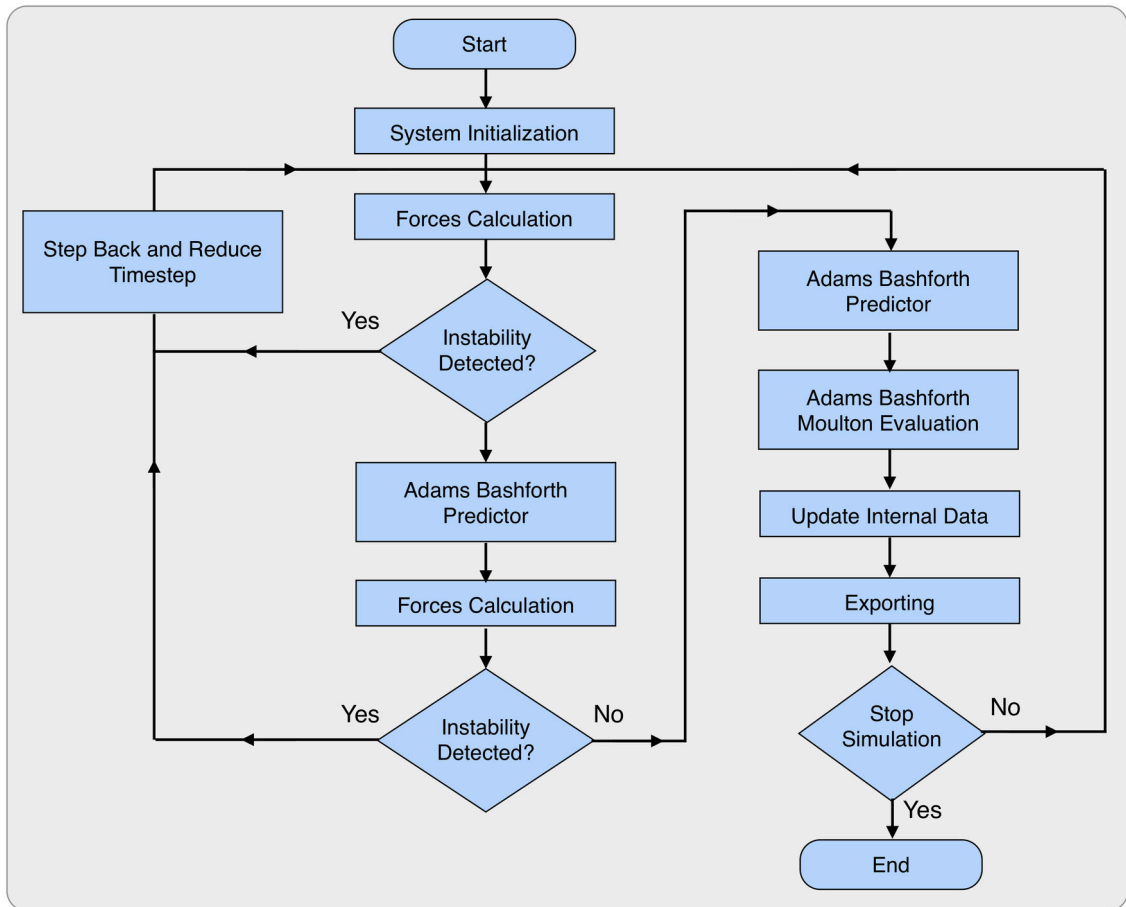 Start
System Initialization
Forces Calculation
Step Back and Reduce
Timestep
Yes
Instability
Detected?
Adams Bashforth
Predictor
Forces Calculation
Yes
Instability
Detected?
No
Adams Bashforth
Predictor
Adams Bashforth
Moulton Evaluation
Update Internal Data
Exporting
Stop
Simulation
No
Yes
End